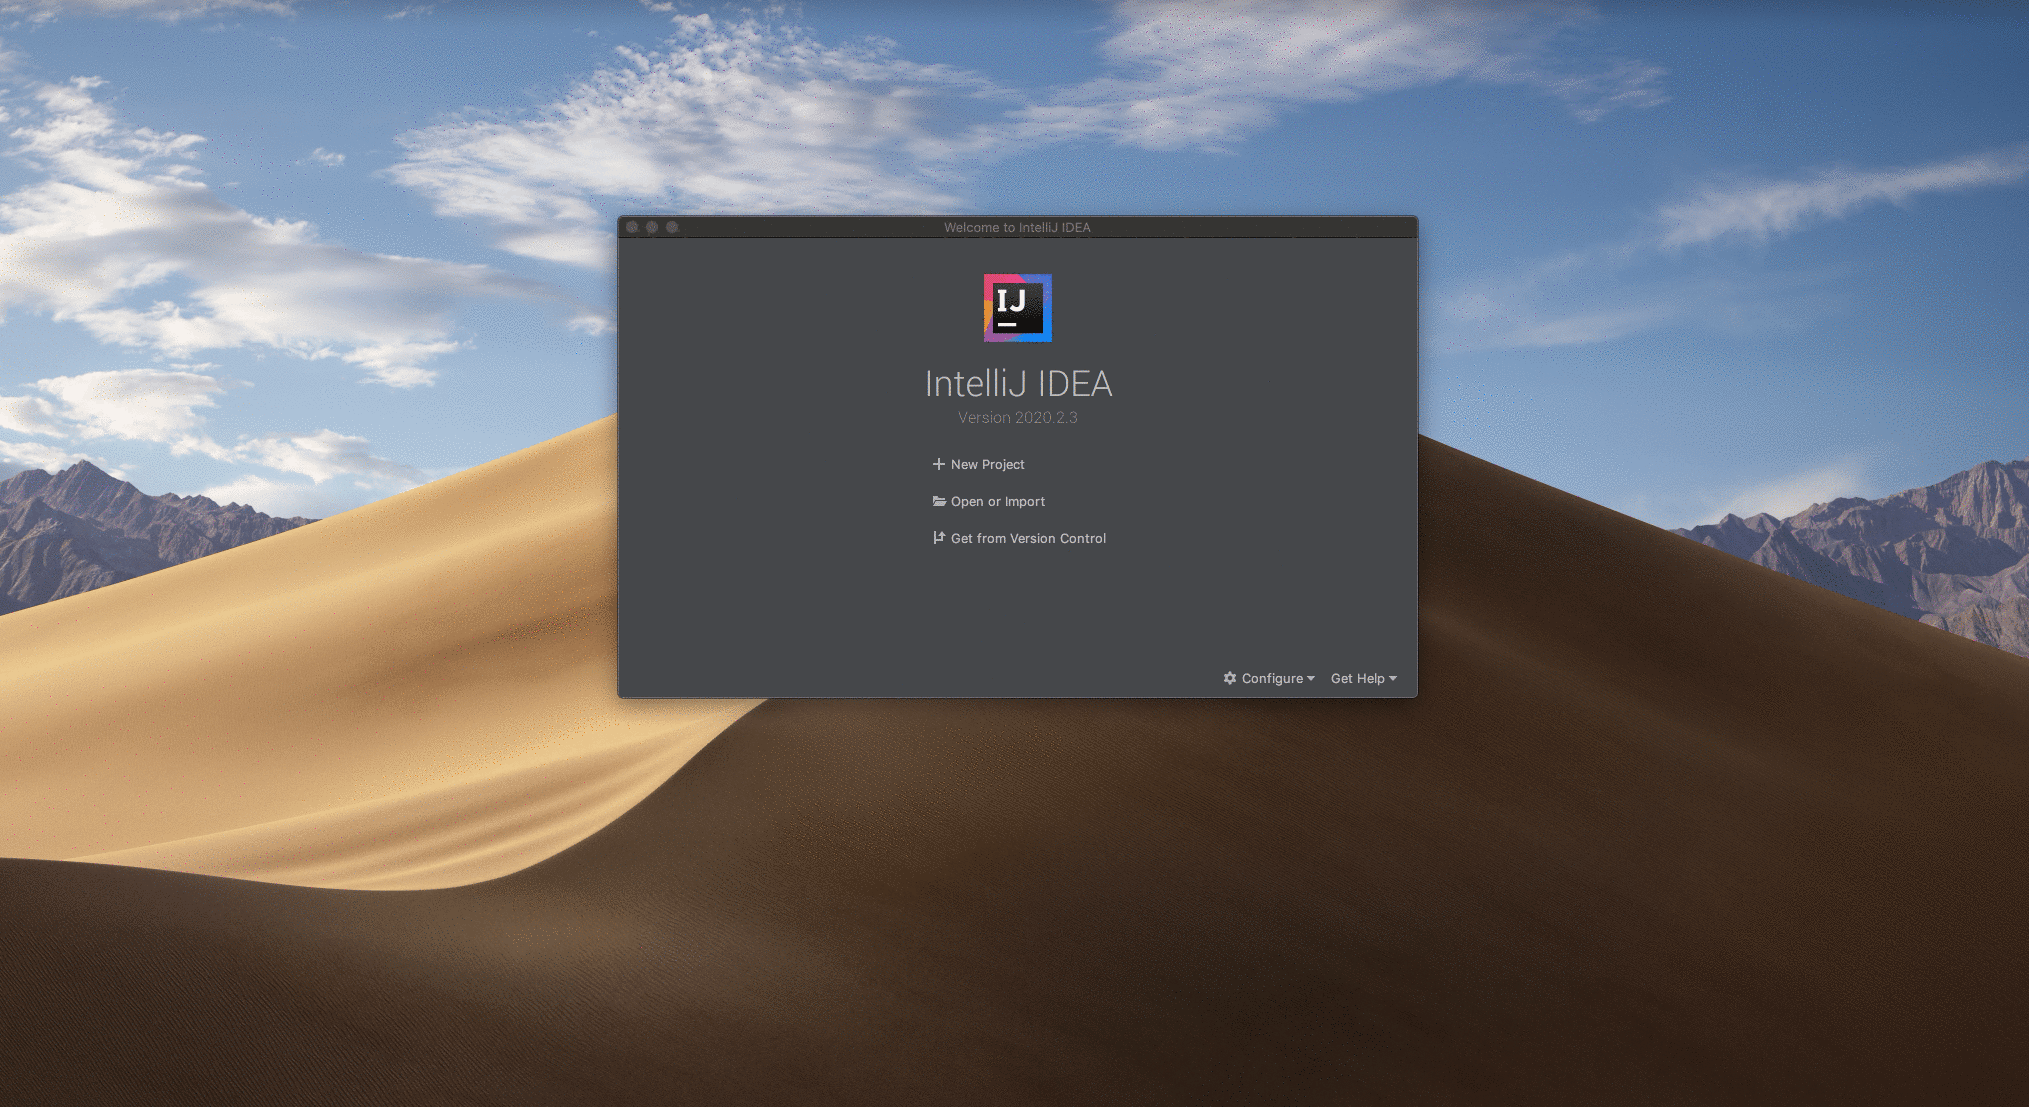 Welcome to IntelliJ IDEA
IJ
IntelliJ IDEA
Version 2020.2.3
New Project
Open or Import
Get from Version Control
Configure
Get Help